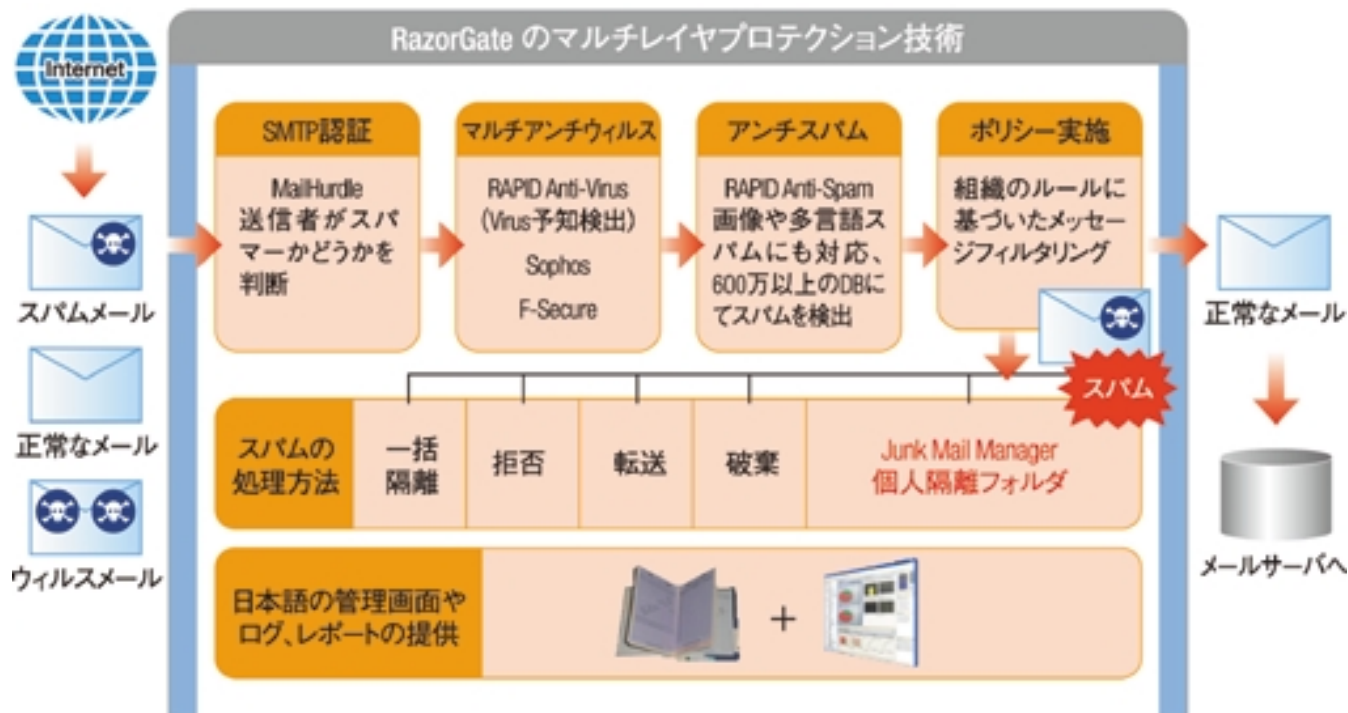 RazorGate のマルチレイヤプロテクション技術
Internet
スパムメール
正常なメール
ウィルスメール
SMTP認証
MailHurdle
送信者がスパ
マーかどうかを
判断
マルチアンチウィルス
RAPID Anti-Virus
(Virus予知検出)
Sophos
F-Secure
アンチスパム
RAPID Anti-Spam
画像や多言語ス
パムにも対応、
600万以上のDBに
てスパムを検出
ポリシー実施
組織のルールに
基づいたメッセー
ジフィルタリング
スパム
正常なメール
メールサーバへ
スパムの
処理方法
一括
隔離
拒否
転送
破棄
Junk Mail Manager
個人隔離フォルダ
日本語の管理画面や
ログ、レポートの提供
+